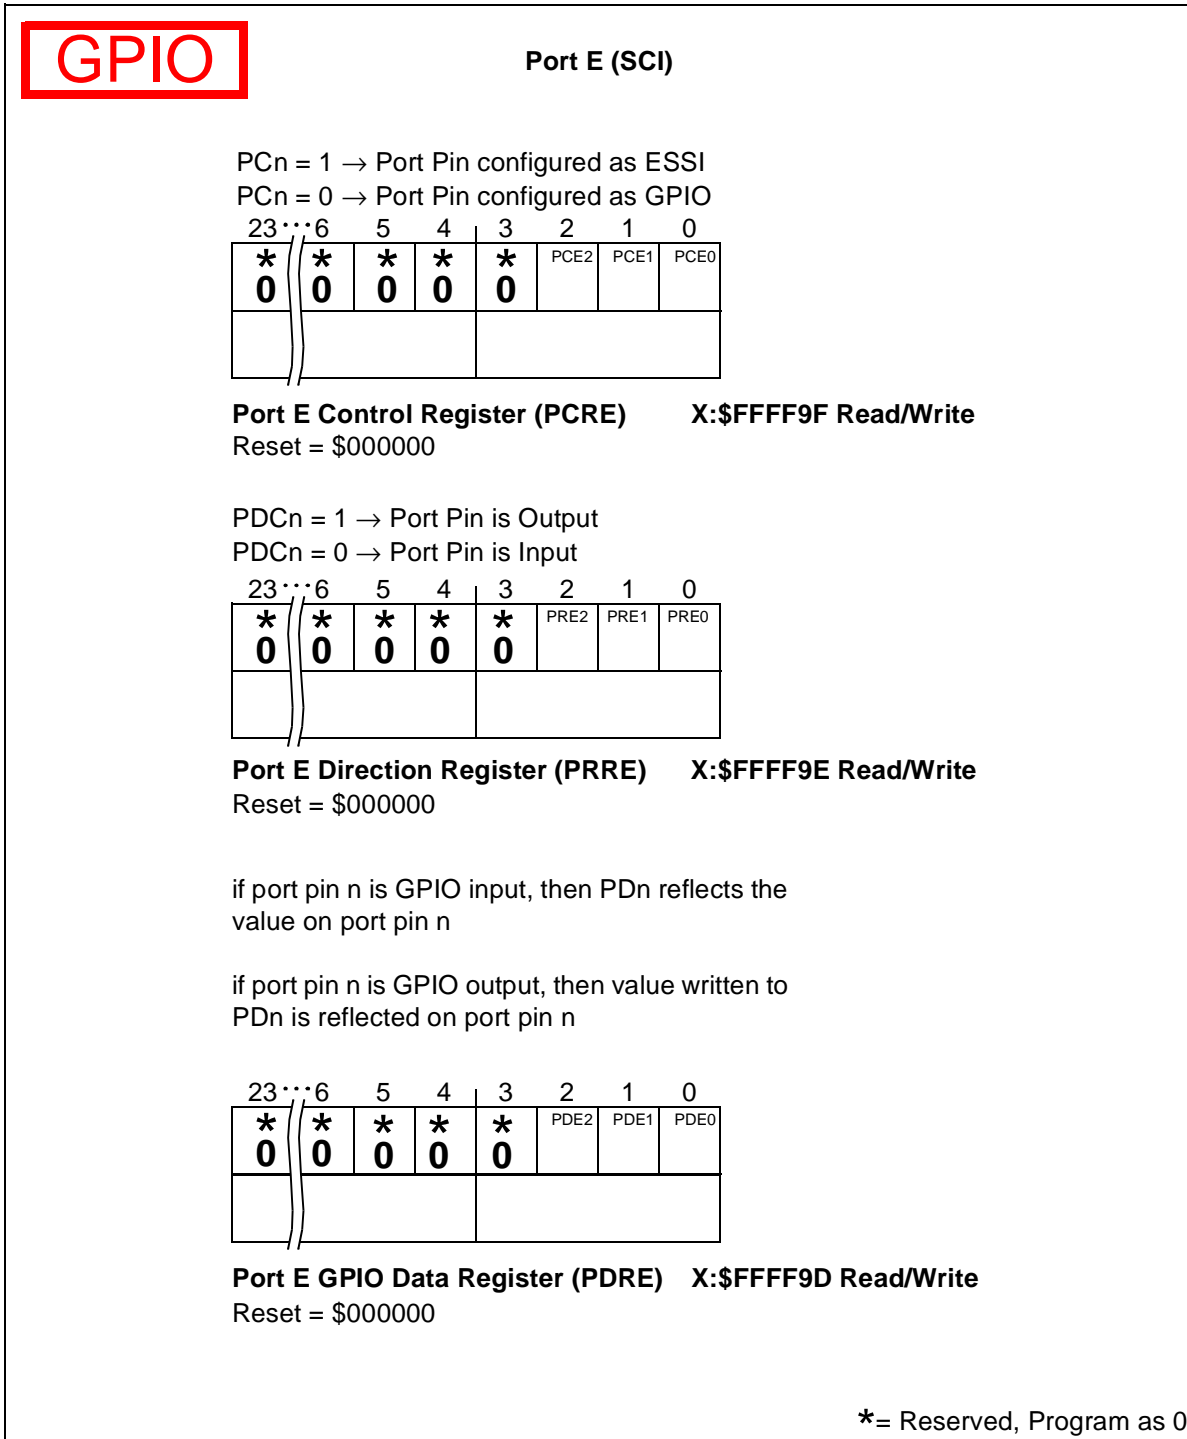 GPIO
Port E (SCI)
PCn = 1 → Port Pin configured as ESSI
PCn = 0 → Port Pin configured as GPIO
23 ··· 6 5 4 3 2 1 0
* * * * * PCE2 PCE1 PCE0
0 0 0 0 0
Port E Control Register (PCRE) X:$FFFF9F Read/Write
Reset = $000000
PDCn = 1 → Port Pin is Output
PDCn = 0 → Port Pin is Input
23 ··· 6 5 4 3 2 1 0
* * * * * PRE2 PRE1 PRE0
0 0 0 0 0
Port E Direction Register (PRRE) X:$FFFF9E Read/Write
Reset = $000000
if port pin n is GPIO input, then PDn reflects the
value on port pin n
if port pin n is GPIO output, then value written to
PDn is reflected on port pin n
23 ··· 6 5 4 3 2 1 0
* * * * * PDE2 PDE1 PDE0
0 0 0 0 0
Port E GPIO Data Register (PDRE) X:$FFFF9D Read/Write
Reset = $000000
*= Reserved, Program as 0